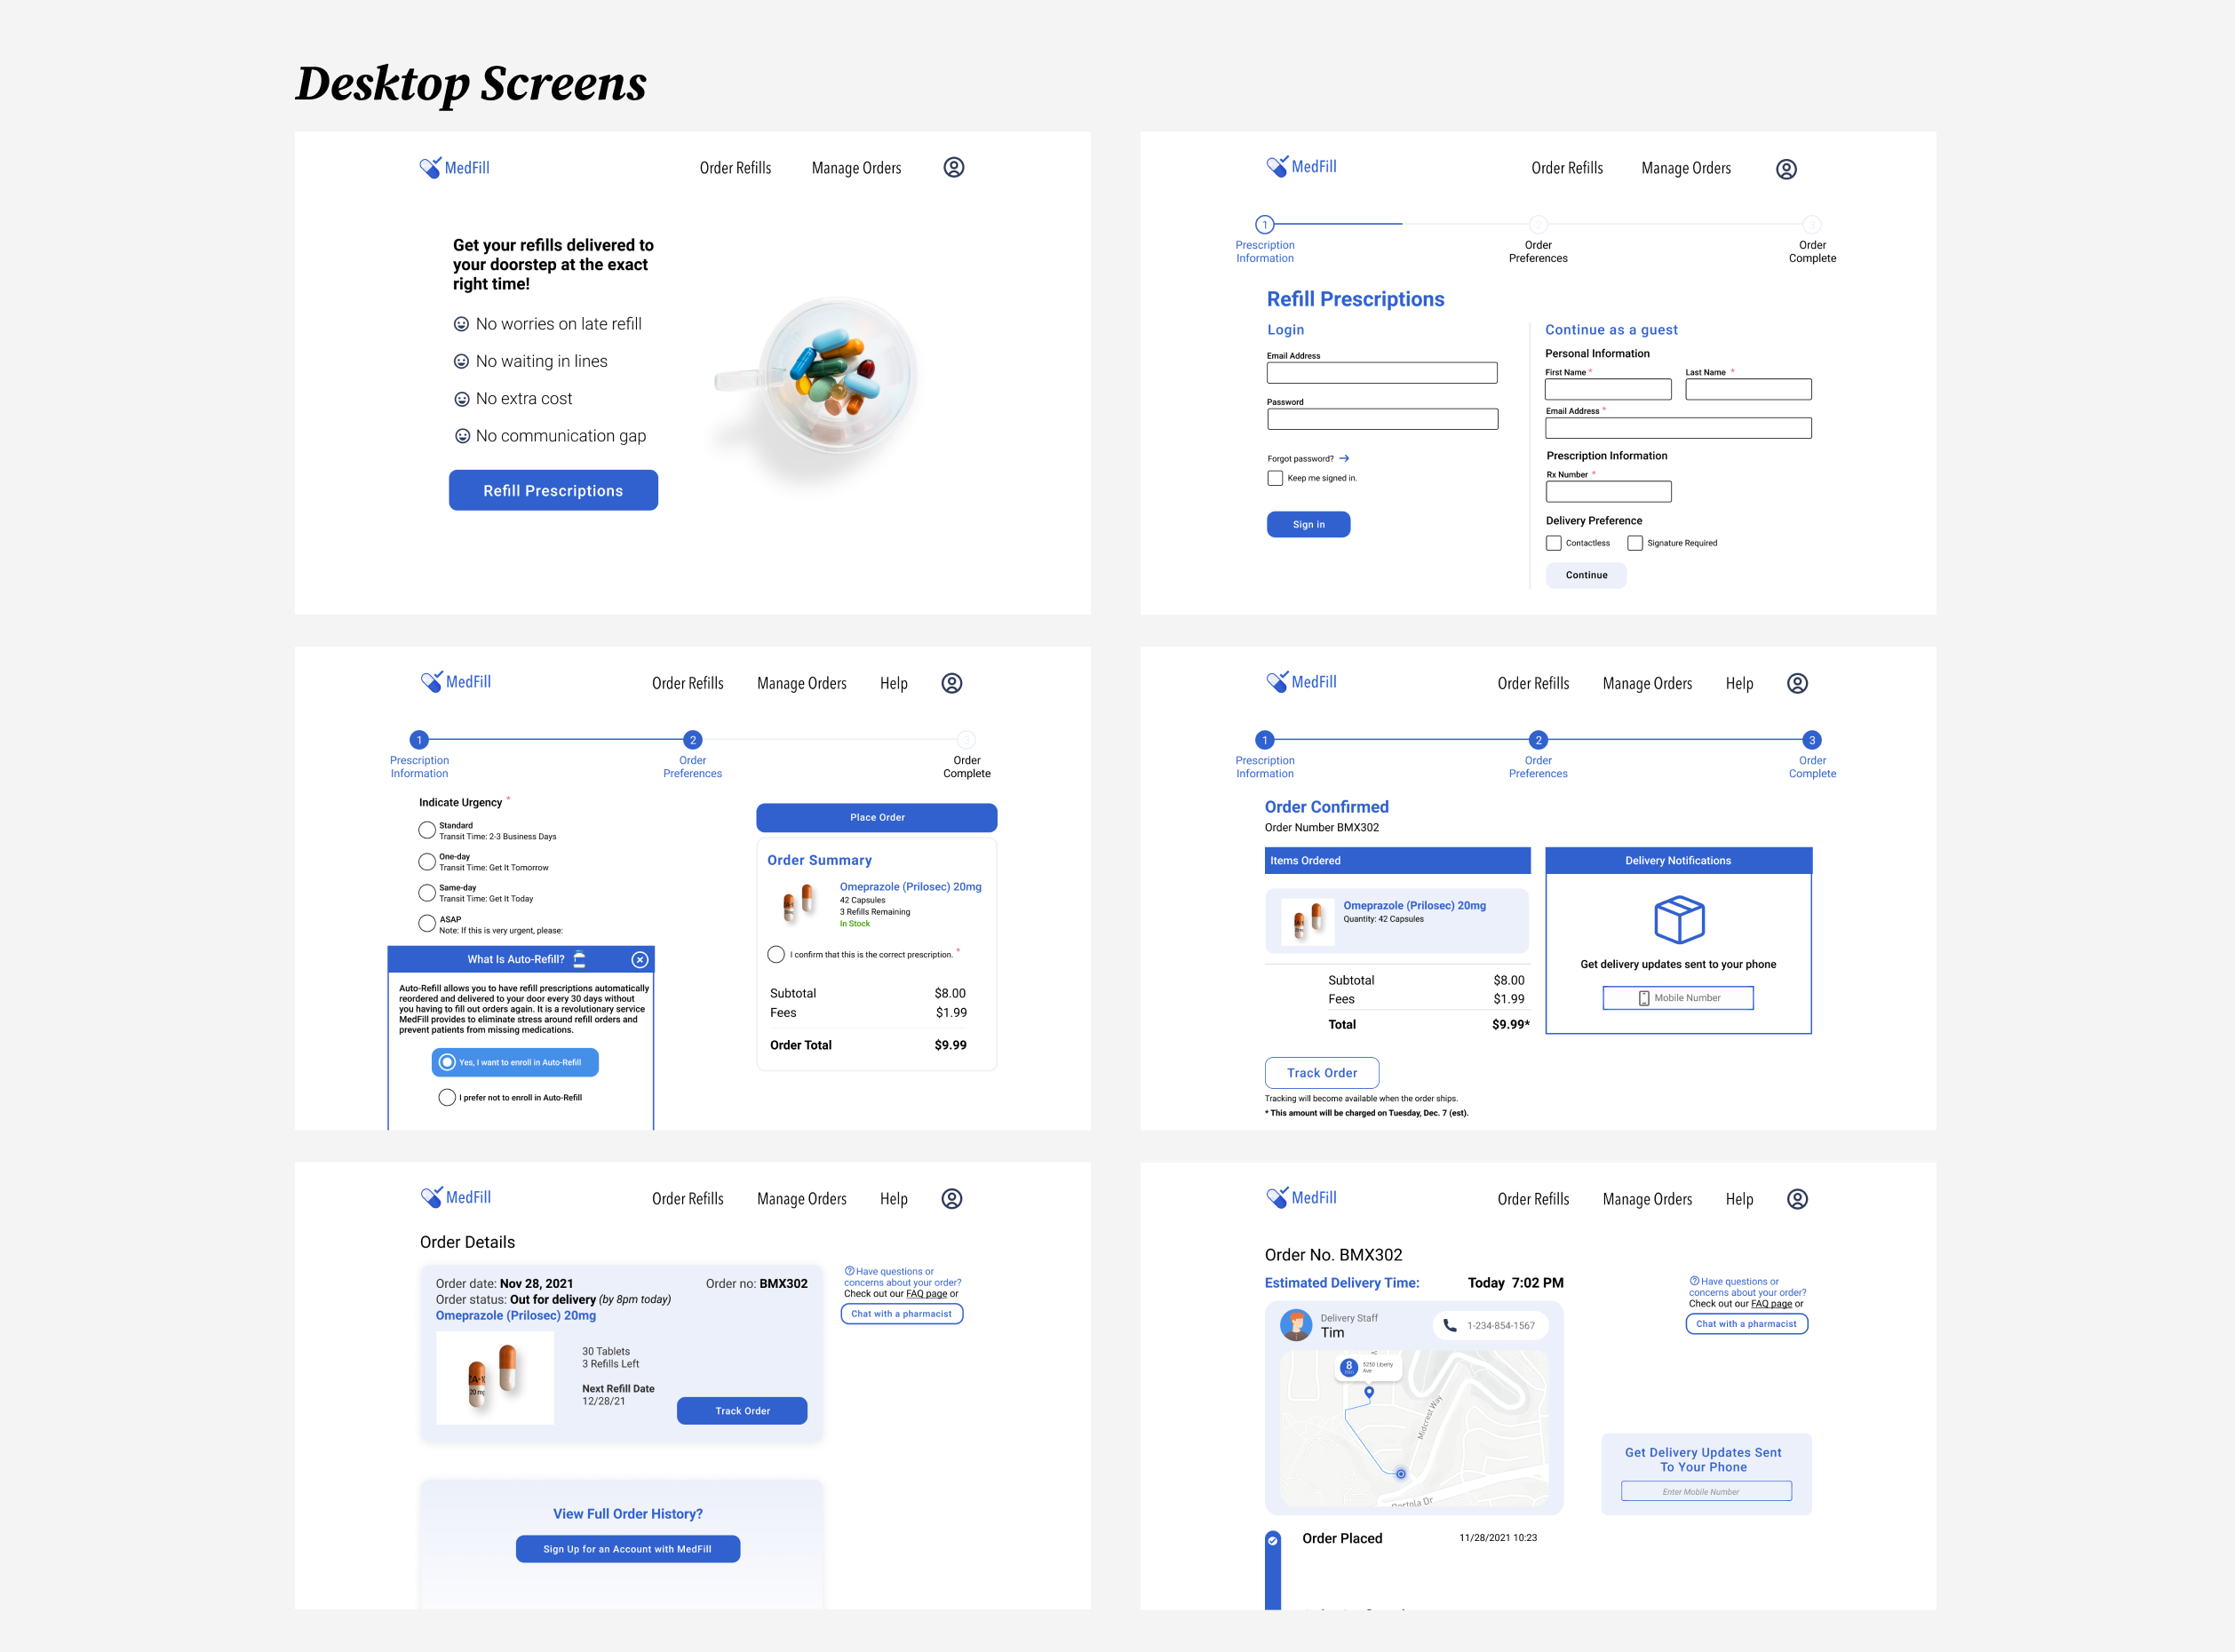 Desktop Screens
MedFill
Order Refills
Manage Orders
Get your refills delivered to
your doorstep at the exact
right time!
No worries on late refill
No waiting in lines
No extra cost
No communication gap
Refill Prescriptions
MedFill
Order Refills
Manage Orders
1
2
3
Prescription
Information
Order
Preferences
Order
Complete
Refill Prescriptions
Login
Email Address
Password
Forgot password?
Keep me signed in.
Sign in
Continue as a guest
Personal Information
First Name *
Last Name *
Email Address *
Prescription Information
Rx Number *
Delivery Preference
Contactless
Signature Required
Continue
MedFill
Order Refills
Manage Orders
Help
1
2
3
Prescription
Information
Order
Preferences
Order
Complete
Indicate Urgency *
Standard
Transit Time: 2-3 Business Days
One-day
Transit Time: Get It Tomorrow
Same-day
Transit Time: Get It Today
ASAP
Note: If this is very urgent, please:
What Is Auto-Refill?
Auto-Refill allows you to have refill prescriptions automatically
reordered and delivered to your door every 30 days without
you having to fill out orders again. It is a revolutionary service
MedFill provides to eliminate stress around refill orders and
prevent patients from missing medications.
Yes, I want to enroll in Auto-Refill
I prefer not to enroll in Auto-Refill
Place Order
Order Summary
Omeprazole (Prilosec) 20mg
42 Capsules
3 Refills Remaining
In Stock
I confirm that this is the correct prescription. *
Subtotal $8.00
Fees $1.99
Order Total $9.99
MedFill
Order Refills
Manage Orders
Help
1
2
3
Prescription
Information
Order
Preferences
Order
Complete
Order Confirmed
Order Number BMX302
Items Ordered
Omeprazole (Prilosec) 20mg
Quantity: 42 Capsules
Subtotal $8.00
Fees $1.99
Total $9.99*
Track Order
Tracking will become available when the order ships.
* This amount will be charged on Tuesday, Dec. 7 (est).
Delivery Notifications
Get delivery updates sent to your phone
Mobile Number
MedFill
Order Refills
Manage Orders
Help
Order Details
Order date: Nov 28, 2021
Order no: BMX302
Order status: Out for delivery (by 8pm today)
Omeprazole (Prilosec) 20mg
20 mg
30 Tablets
3 Refills Left
Next Refill Date
12/28/21
Track Order
Have questions or
concerns about your order?
Check out our FAQ page or
Chat with a pharmacist
View Full Order History?
Sign Up for an Account with MedFill
MedFill
Order Refills
Manage Orders
Help
Order No. BMX302
Estimated Delivery Time: Today 7:02 PM
Delivery Staff
Tim
1-234-854-1567
8
5250 Liberty
Ave
Midcrest Way
Portola Dr
Have questions or
concerns about your order?
Check out our FAQ page or
Chat with a pharmacist
Get Delivery Updates Sent
To Your Phone
Enter Mobile Number
Order Placed
11/28/2021 10:23